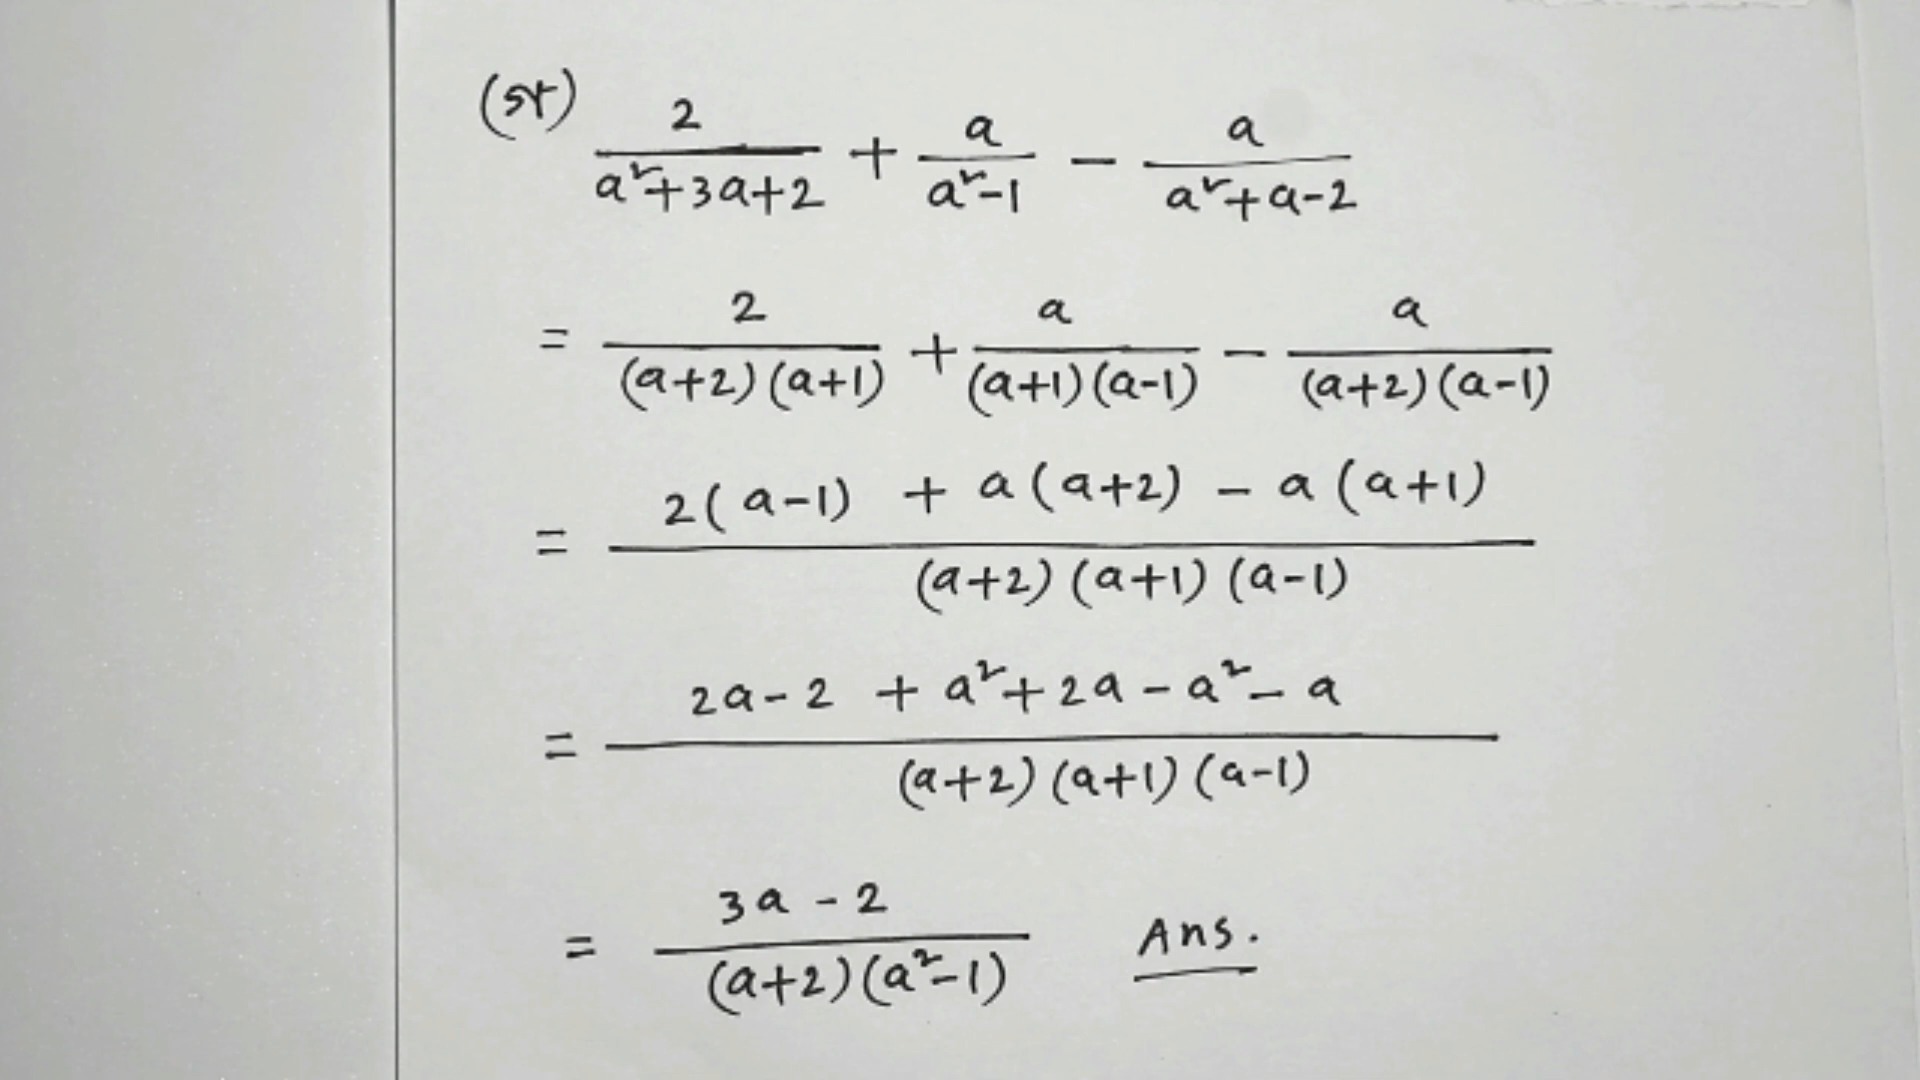 (স) 2/(a²+3a+2) + a/(a²-1) - a/(a²+a-2)
= 2/((a+2)(a+1)) + a/((a+1)(a-1)) - a/((a+2)(a-1))
= (2(a-1) + a(a+2) - a(a+1))/((a+2)(a+1)(a-1))
= (2a-2 + a²+2a-a²-a)/((a+2)(a+1)(a-1))
= (3a-2)/((a+2)(a²-1)) Ans.